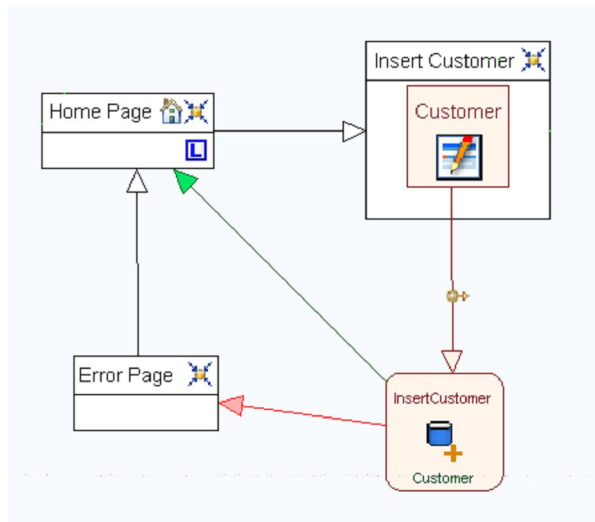 Insert Customer
Home Page
Customer
L
Error Page
InsertCustomer
Customer